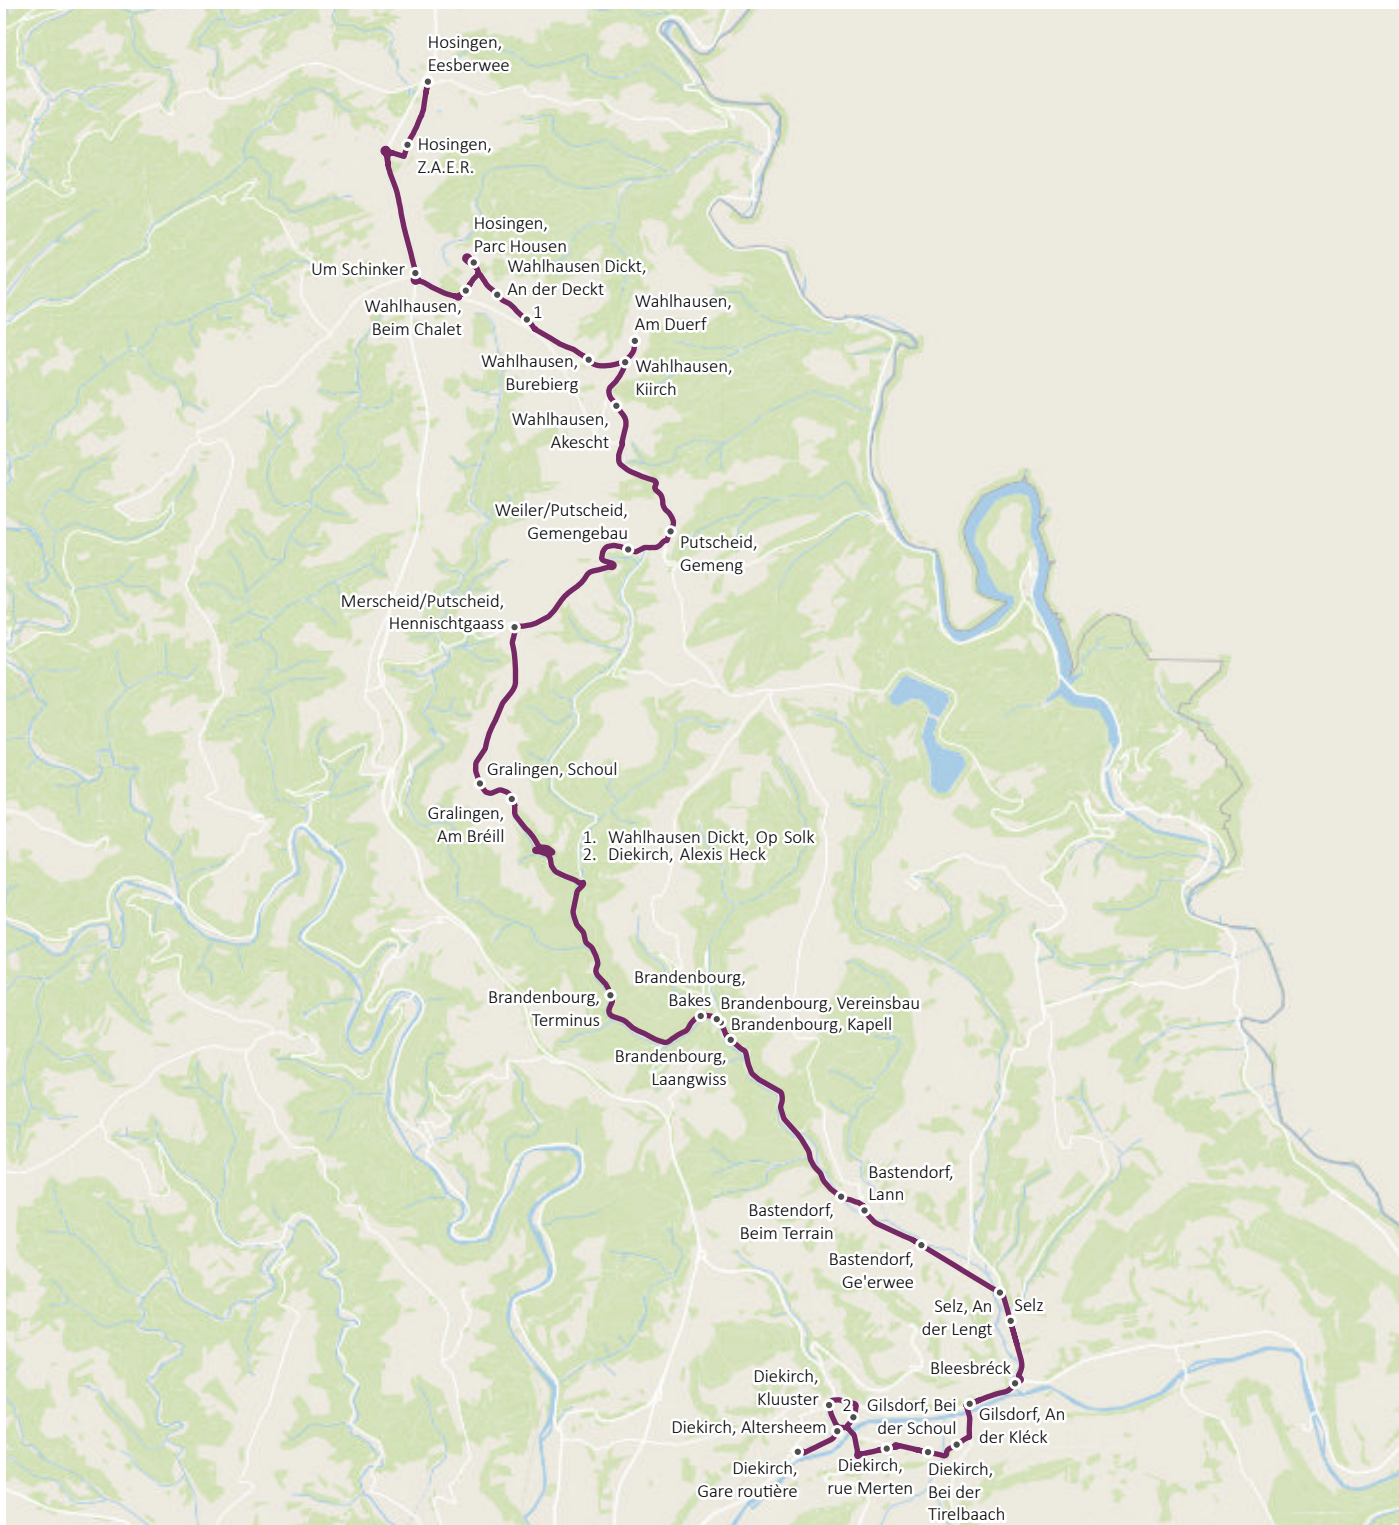 Hosingen,
Eesberwee
Hosingen,
Z.A.E.R.
Hosingen,
Parc Housen
Um Schinker
Wahlhausen Dickt,
An der Deckt
Wahlhausen,
Beim Chalet
1
Wahlhausen,
Am Duerf
Wahlhausen,
Burebierg
Wahlhausen,
Kiirch
Wahlhausen,
Akescht
Weiler/Putscheid,
Gemengebau
Putscheid,
Gemeng
Merscheid/Putscheid,
Hennischtgaass
Gralingen, Schoul
Gralingen,
Am Bréill
1. Wahlhausen Dickt, Op Solk
2. Diekirch, Alexis Heck
Brandenbourg,
Bakes
Brandenbourg,
Terminus
Brandenbourg, Vereinsbau
Brandenbourg, Kapell
Brandenbourg,
Laangwiss
Bastendorf,
Lann
Bastendorf,
Beim Terrain
Bastendorf,
Ge'erwee
Selz, An
der Lengt
Selz
Bleesbréck
Diekirch,
Kluuster
2
Gilsdorf, Bei
der Schoul
Gilsdorf, An
der Kléck
Diekirch, Altersheem
Diekirch,
Gare routière
Diekirch,
rue Merten
Diekirch,
Bei der
Tirelbaach